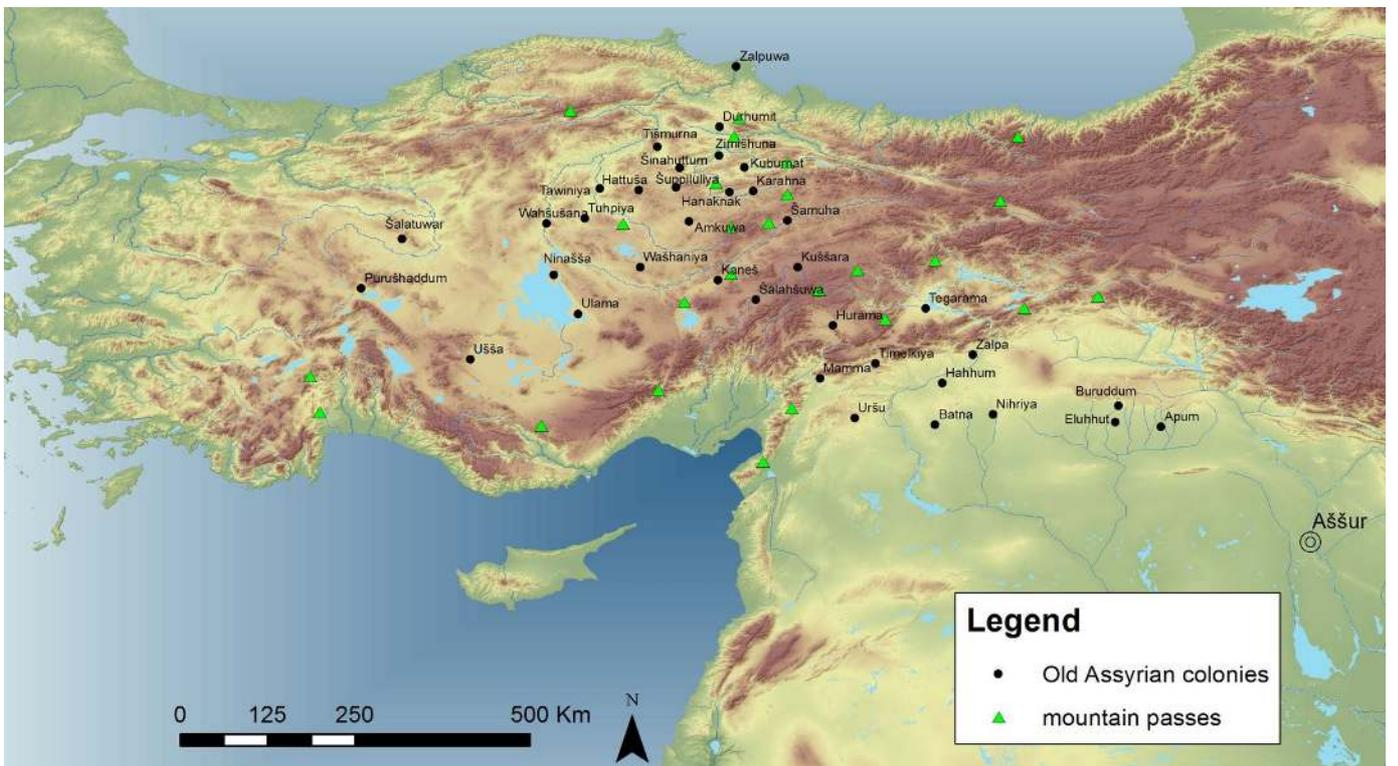 Zalpuwa
Durhumit
Tišmurna
Zimišhuna
Šinahuttum
Kuburnat
Hattuša
Šuppiluliya
Karahna
Tawiniya
Hanaknak
Wahšušana
Tuhpiya
Šamuha
Šalatuwar
Amkuwa
Ninašša
Wašhaniya
Kuššara
Kaneš
Purušhaddum
Šalahšuwa
Ulama
Tegarama
Hurama
Ušša
Zalpa
Timelkiya
Mamma
Hahhum
Buruddum
Uršu
Nihriya
Batna
Eluhhut
Apum
Aššur
Legend
Old Assyrian colonies
mountain passes
0 125 250 500 Km
N